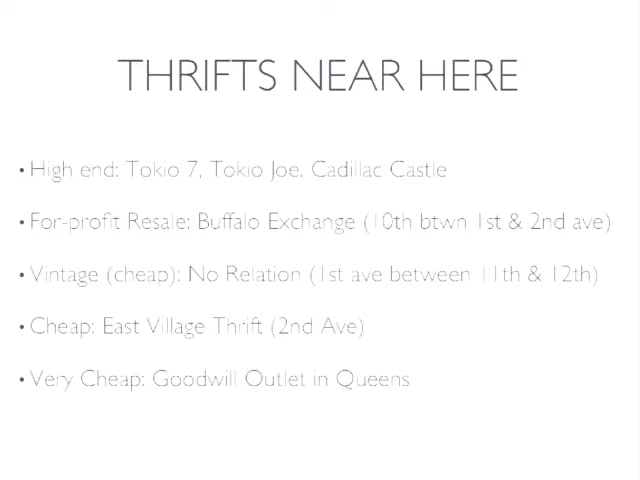 THRIFTS NEAR HERE
• High end: Tokio 7, Tokio Joe, Cadillac Castle
• For-profit Resale: Buffalo Exchange (10th btwn 1st & 2nd ave)
• Vintage (cheap): No Relation (1st ave between 11th & 12th)
• Cheap: East Village Thrift (2nd Ave)
• Very Cheap: Goodwill Outlet in Queens